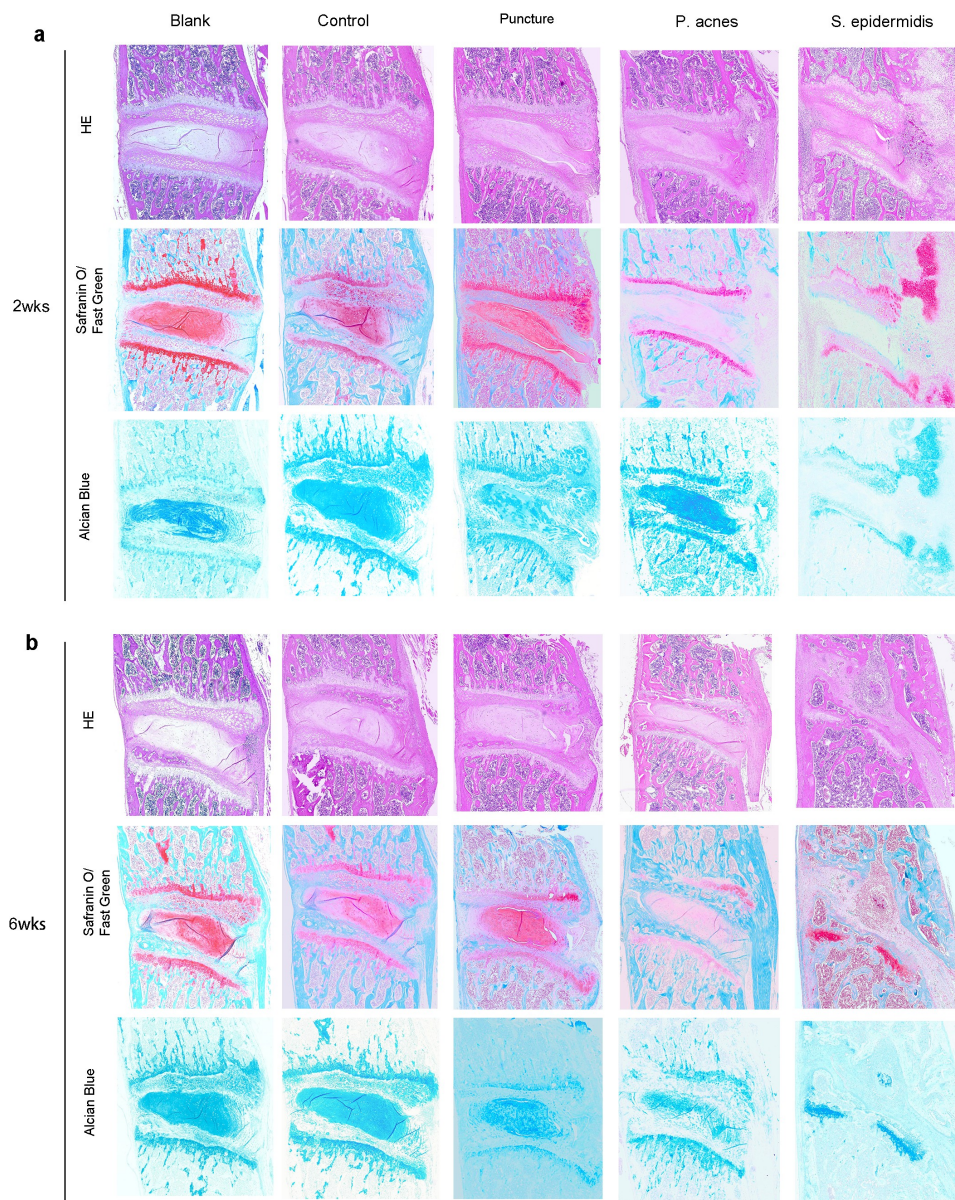 a
Blank
Control
Puncture
P. acnes
S. epidermidis
2wks
HE
Safranin O/
Fast Green
Alcian Blue
b
6wks
HE
Safranin O/
Fast Green
Alcian Blue